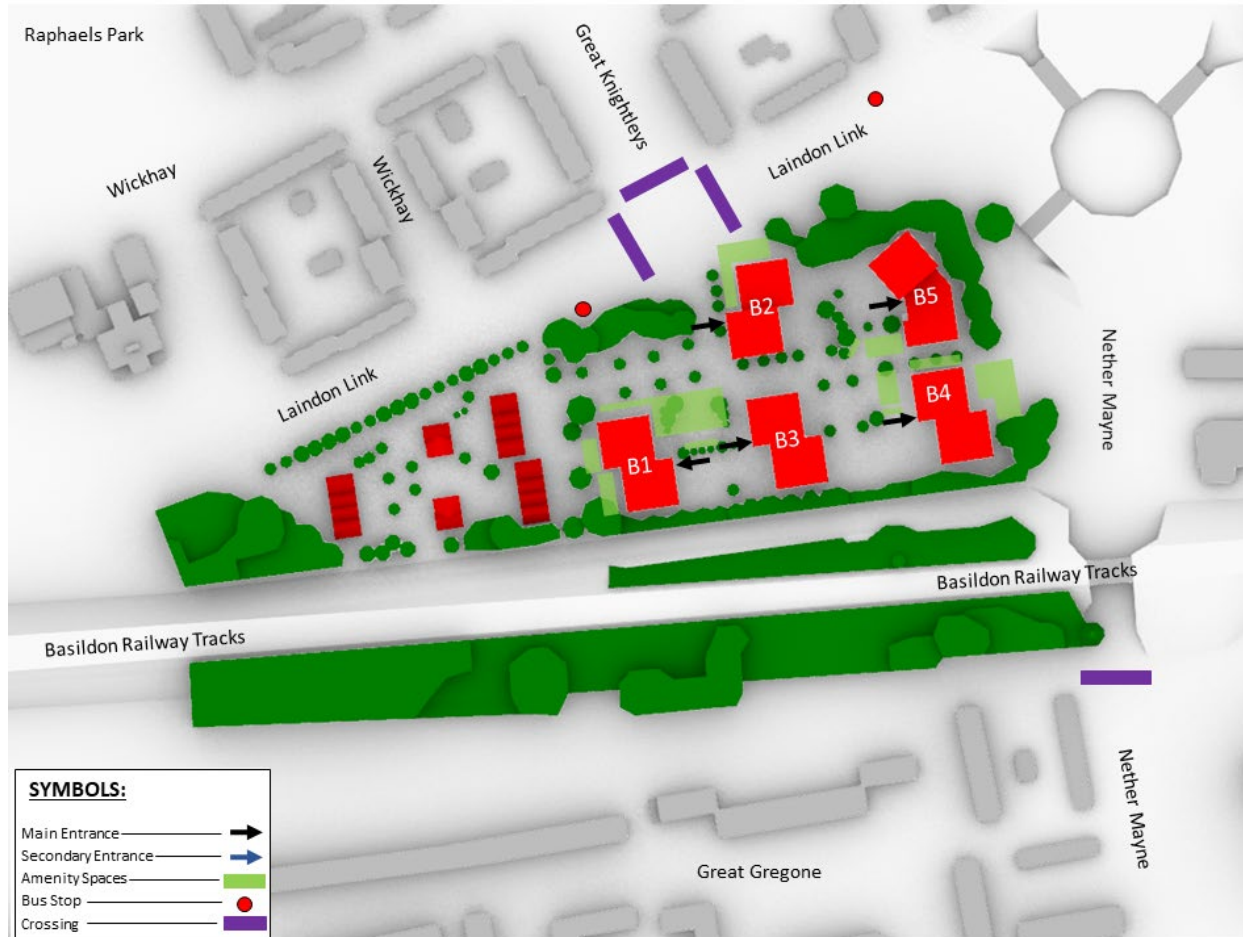 Raphaels Park
Great Knightleys
Laindon Link
Wickhay
Wickhay
B2
B5
Nether Mayne
Laindon Link
B4
B3
B1
Basildon Railway Tracks
Basildon Railway Tracks
Nether Mayne
Great Gregone
SYMBOLS:
Main Entrance
Secondary Entrance
Amenity Spaces
Bus Stop
Crossing